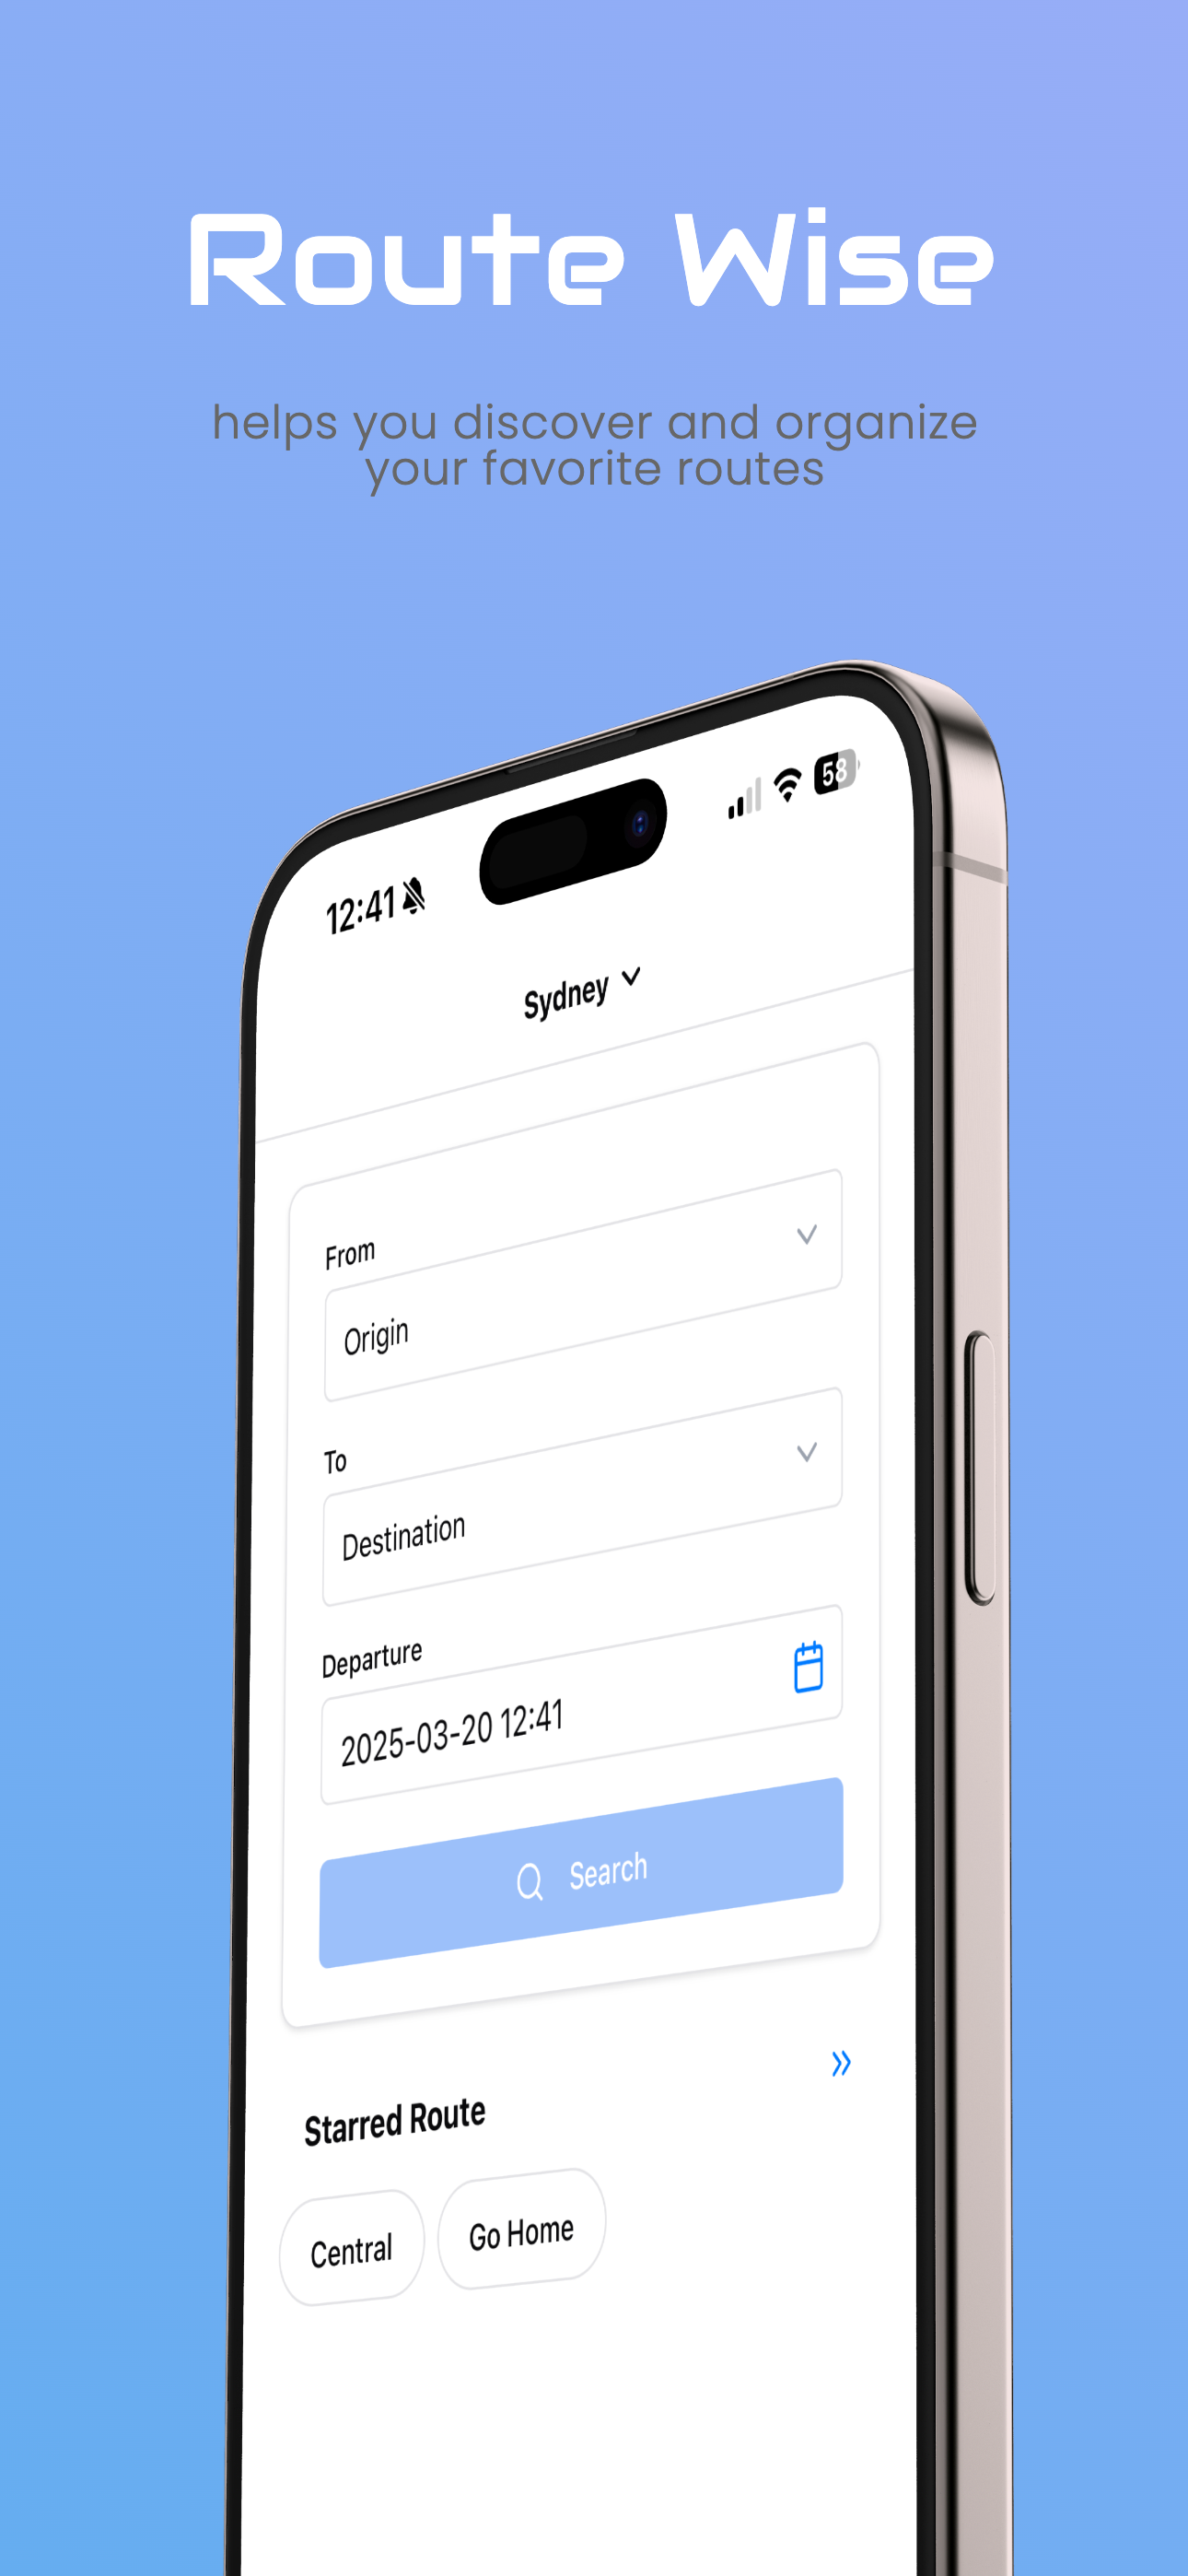 Route Wise
helps you discover and organize
your favorite routes
12:41
58
Sydney
From
Origin
To
Destination
Departure
2025-03-20 12:41
Search
Starred Route
Central
Go Home